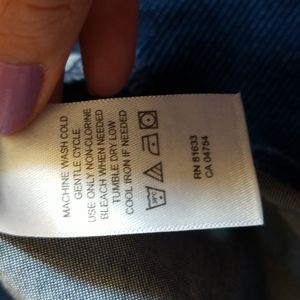 MACHINE WASH COLD
GENTLE CYCLE
USE ONLY NON-CLORINE
BLEACH WHEN NEEDED
TUMBLE DRY LOW
COOL IRON IF NEEDED
RN 81633
CA 04754